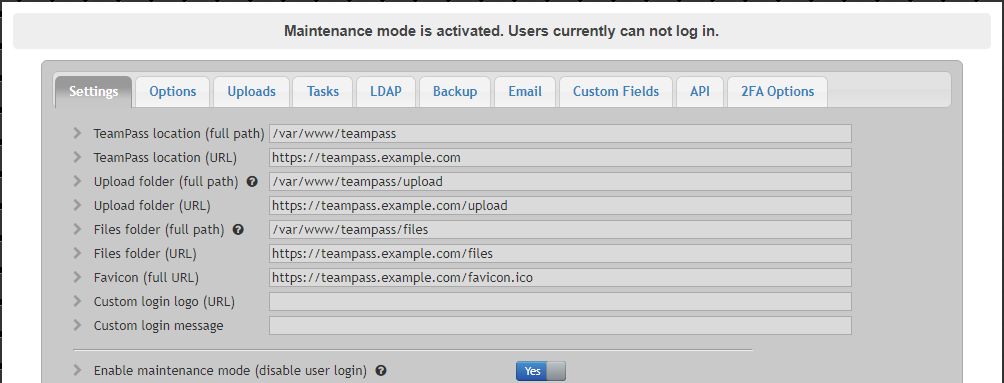 Maintenance mode is activated. Users currently can not log in.
Settings Options Uploads Tasks LDAP Backup Email Custom Fields API 2FA Options
TeamPass location (full path) /var/www/teampass
TeamPass location (URL) https://teampass.example.com
Upload folder (full path) ? /var/www/teampass/upload
Upload folder (URL) https://teampass.example.com/upload
Files folder (full path) ? /var/www/teampass/files
Files folder (URL) https://teampass.example.com/files
Favicon (full URL) https://teampass.example.com/favicon.ico
Custom login logo (URL)
Custom login message
Enable maintenance mode (disable user login) ? Yes